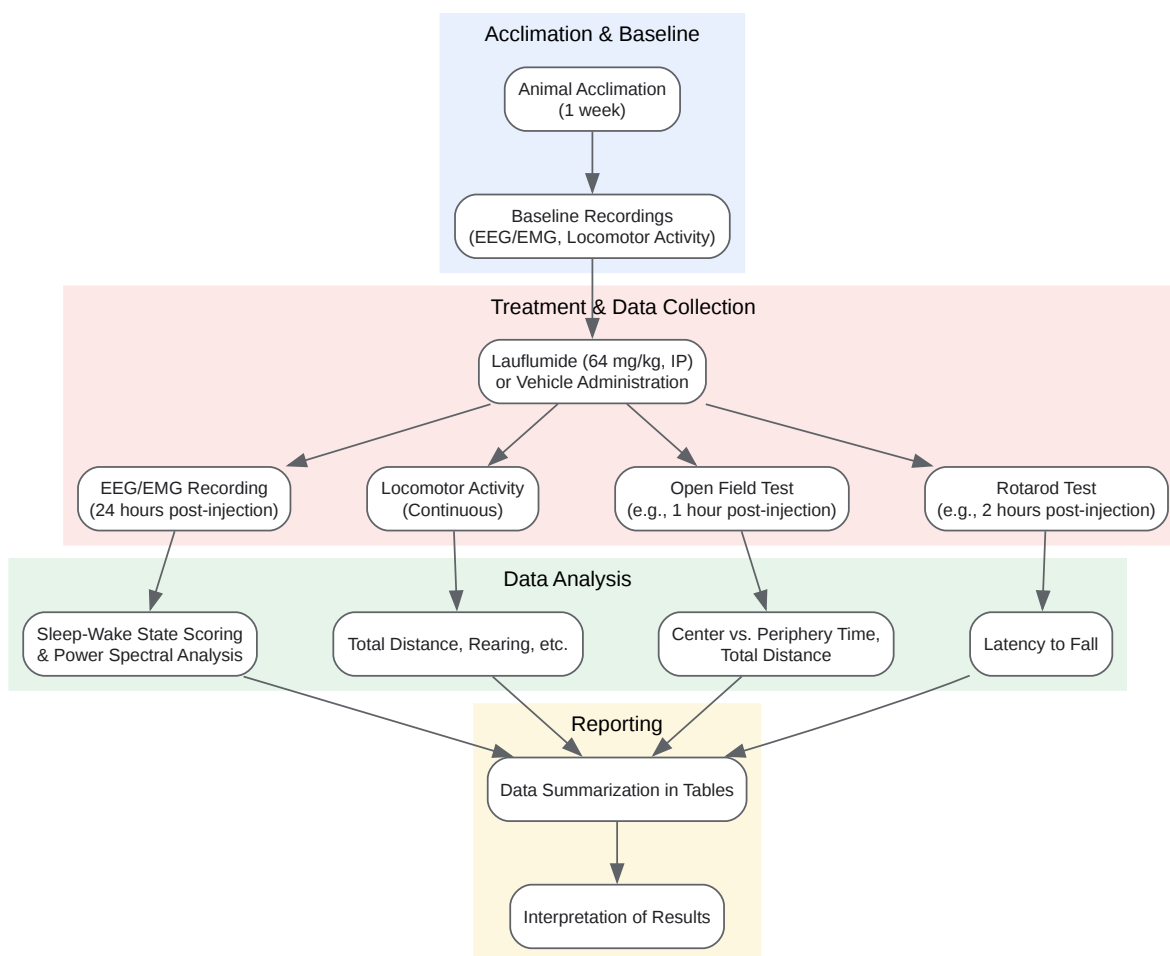 Acclimation & Baseline
Animal Acclimation
(1 week)
Baseline Recordings
(EEG/EMG, Locomotor Activity)
Treatment & Data Collection
Lauflumide (64 mg/kg, IP)
or Vehicle Administration
EEG/EMG Recording
(24 hours post-injection)
Locomotor Activity
(Continuous)
Open Field Test
(e.g., 1 hour post-injection)
Rotarod Test
(e.g., 2 hours post-injection)
Data Analysis
Sleep-Wake State Scoring
& Power Spectral Analysis
Total Distance, Rearing, etc.
Center vs. Periphery Time,
Total Distance
Latency to Fall
Reporting
Data Summarization in Tables
Interpretation of Results